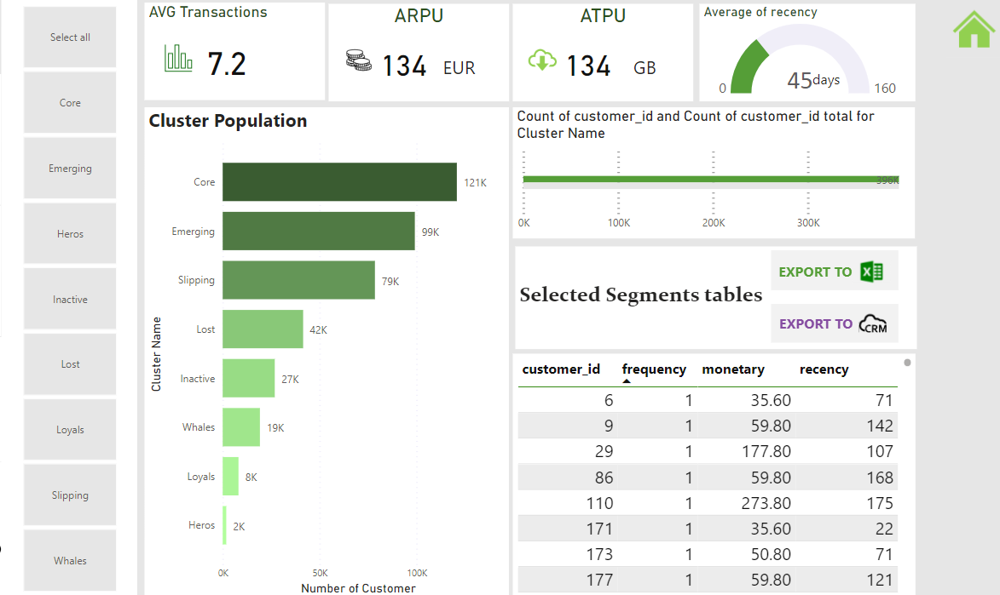 Select all
Core
Emerging
Heros
Inactive
Lost
Loyals
Slipping
Whales
AVG Transactions
7.2
ARPU
134 EUR
ATPU
134 GB
Average of recency
45 days
0 160
Cluster Population
Cluster Name
Core 121K
Emerging 99K
Slipping 79K
Lost 42K
Inactive 27K
Whales 19K
Loyals 8K
Heros 2K
0K 50K 100K
Number of Customer
Count of customer_id and Count of customer_id total for
Cluster Name
396K
0K 100K 200K 300K
Selected Segments tables
EXPORT TO X
EXPORT TO CRM
customer_id frequency monetary recency
6 1 35.60 71
9 1 59.80 142
29 1 177.80 107
86 1 59.80 168
110 1 273.80 175
171 1 35.60 22
173 1 50.80 71
177 1 59.80 121